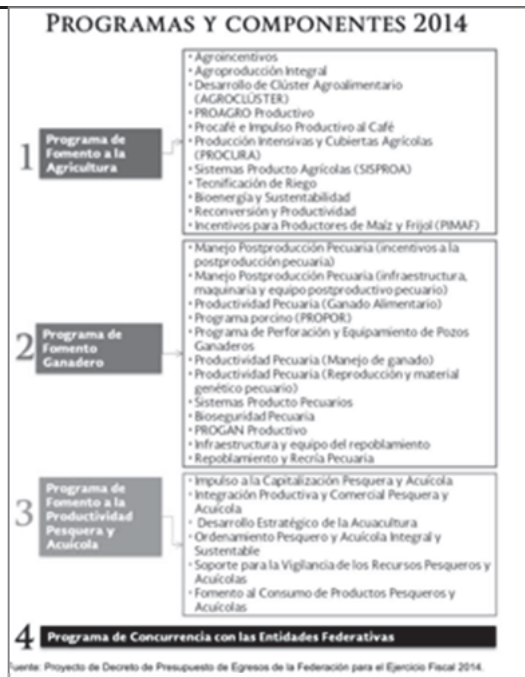 PROGRAMAS Y COMPONENTES 2014
1
Programa de
Fomento a la
Agricultura
• Agroincentivos
• Agroproducción Integral
• Desarrollo de Clúster Agroalimentario
(AGROCLÚSTER)
• PROAGRO Productivo
• Procafé e Impulso Productivo al Café
• Producción Intensivas y Cubiertas Agrícolas
(PROCURA)
• Sistemas Producto Agrícolas (SISPROA)
• Tecnificación de Riego
• Bioenergía y Sustentabilidad
• Reconversión y Productividad
• Incentivos para Productores de Maíz y Frijol (PIMAF)
2
Programa de
Fomento
Ganadero
• Manejo Postproducción Pecuaria (incentivos a la
postproducción pecuaria)
• Manejo Postproducción Pecuaria (infraestructura,
maquinaria y equipo postproductivo pecuario)
• Productividad Pecuaria (Ganado Alimentario)
• Programa porcino (PROPOR)
• Programa de Perforación y Equipamiento de Pozos
Ganaderos
• Productividad Pecuaria (Manejo de ganado)
• Productividad Pecuaria (Reproducción y material
genético pecuario)
• Sistemas Producto Pecuarios
• Bioseguridad Pecuaria
• PROGAN Productivo
• Infraestructura y equipo del repoblamiento
• Repoblamiento y Recría Pecuaria
3
Programa de
Fomento a la
Productividad
Pesquera y
Acuícola
• Impulso a la Capitalización Pesquera y Acuícola
• Integración Productiva y Comercial Pesquera y
Acuícola
• Desarrollo Estratégico de la Acuacultura
• Ordenamiento Pesquero y Acuícola Integral y
Sustentable
• Soporte para la Vigilancia de los Recursos Pesqueros y
Acuícolas
• Fomento al Consumo de Productos Pesqueros y
Acuícolas
4 Programa de Concurrencia con las Entidades Federativas
Fuente: Proyecto de Decreto de Presupuesto de Egresos de la Federación para el Ejercicio Fiscal 2014.